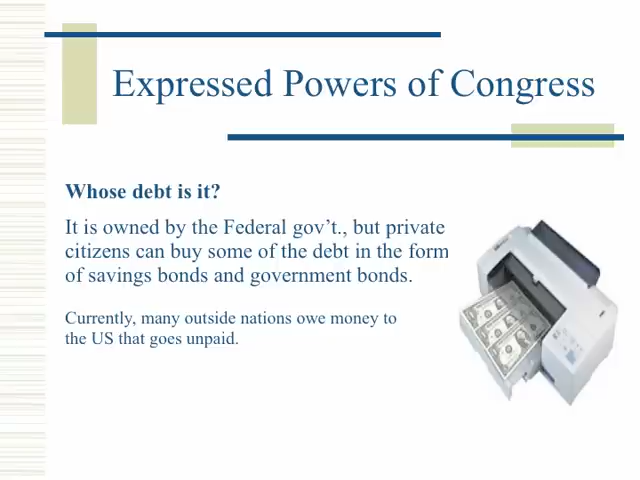 Expressed Powers of Congress
Whose debt is it?
It is owned by the Federal gov’t., but private
citizens can buy some of the debt in the form
of savings bonds and government bonds.
Currently, many outside nations owe money to
the US that goes unpaid.